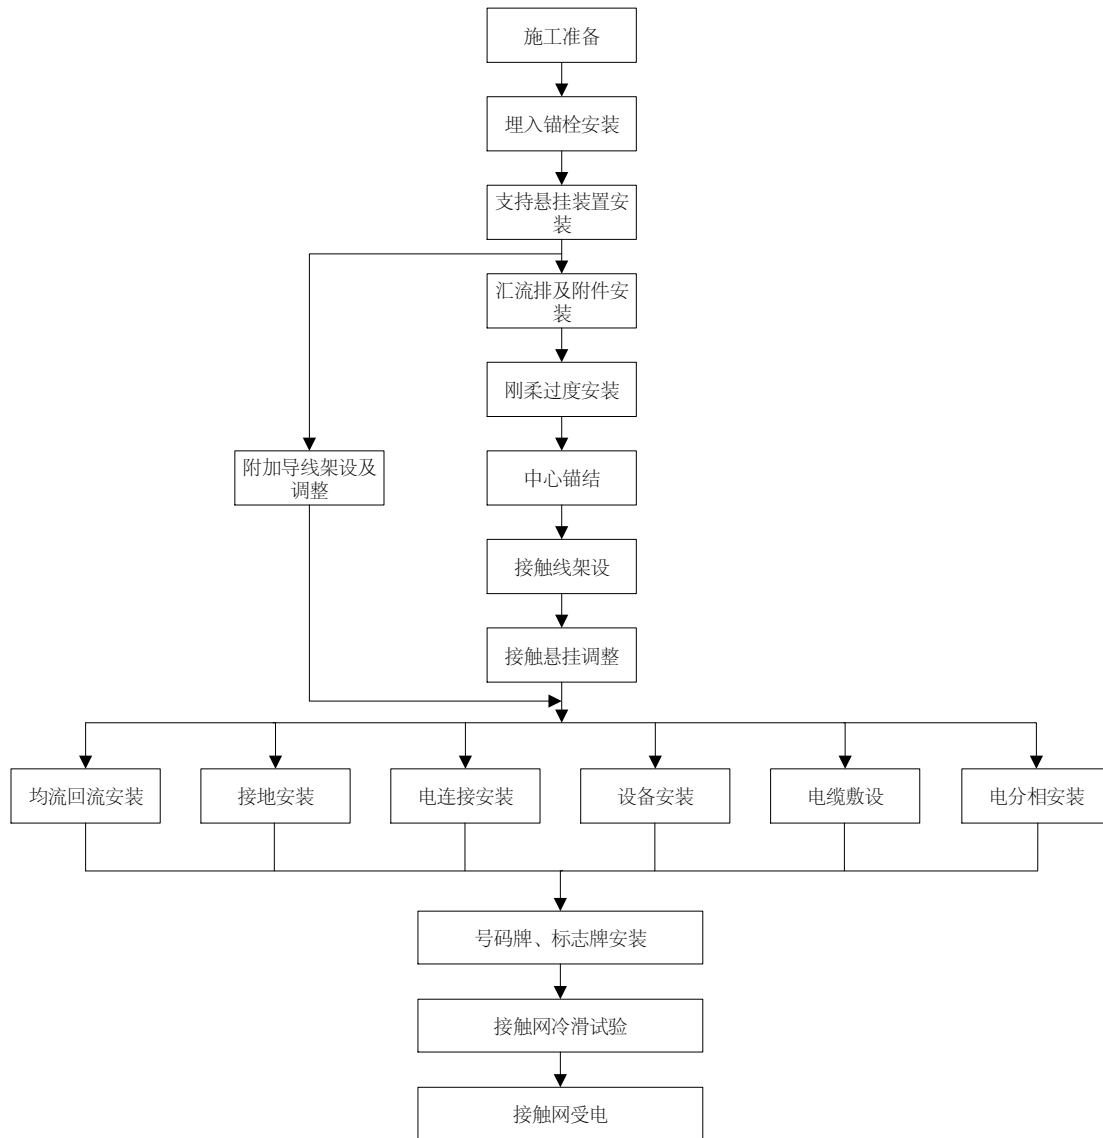 施工准备
埋入锚栓安装
支持悬挂装置安
装
汇流排及附件安
装
刚柔过度安装
附加导线架设及
调整
中心锚结
接触线架设
接触悬挂调整
均流回流安装
接地安装
电连接安装
设备安装
电缆敷设
电分相安装
号码牌、标志牌安装
接触网冷滑试验
接触网受电